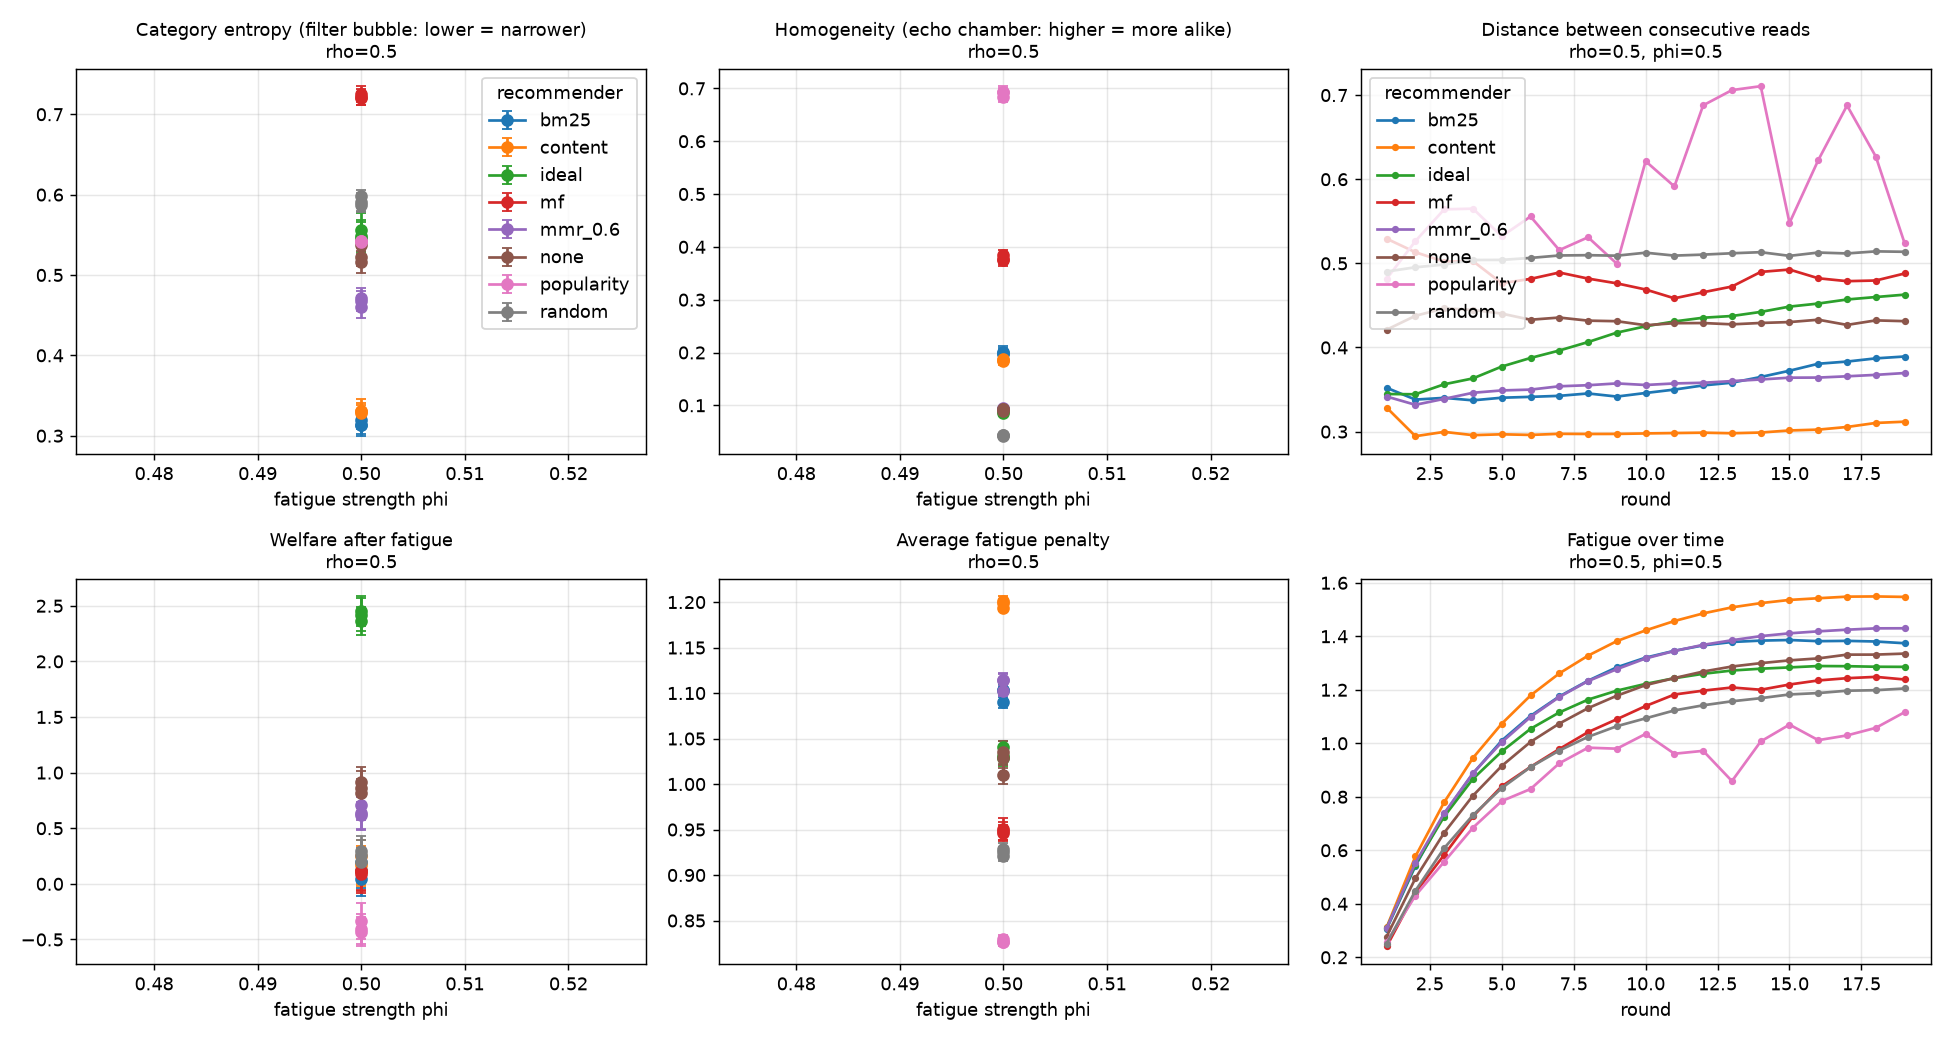 Category entropy (filter bubble: lower = narrower)
rho=0.5
0.7
0.6
0.5
0.4
0.3
0.48
0.49
0.50
0.51
0.52
fatigue strength phi
recommender
bm25
content
ideal
mf
mmr_0.6
none
popularity
random
Homogeneity (echo chamber: higher = more alike)
rho=0.5
0.7
0.6
0.5
0.4
0.3
0.2
0.1
0.48
0.49
0.50
0.51
0.52
fatigue strength phi
Distance between consecutive reads
rho=0.5, phi=0.5
0.7
0.6
0.5
0.4
0.3
recommender
bm25
content
ideal
mf
mmr_0.6
none
popularity
random
2.5
5.0
7.5
10.0
12.5
15.0
17.5
round
Welfare after fatigue
rho=0.5
2.5
2.0
1.5
1.0
0.5
0.0
−0.5
0.48
0.49
0.50
0.51
0.52
fatigue strength phi
Average fatigue penalty
rho=0.5
1.20
1.15
1.10
1.05
1.00
0.95
0.90
0.85
0.48
0.49
0.50
0.51
0.52
fatigue strength phi
Fatigue over time
rho=0.5, phi=0.5
1.6
1.4
1.2
1.0
0.8
0.6
0.4
0.2
2.5
5.0
7.5
10.0
12.5
15.0
17.5
round